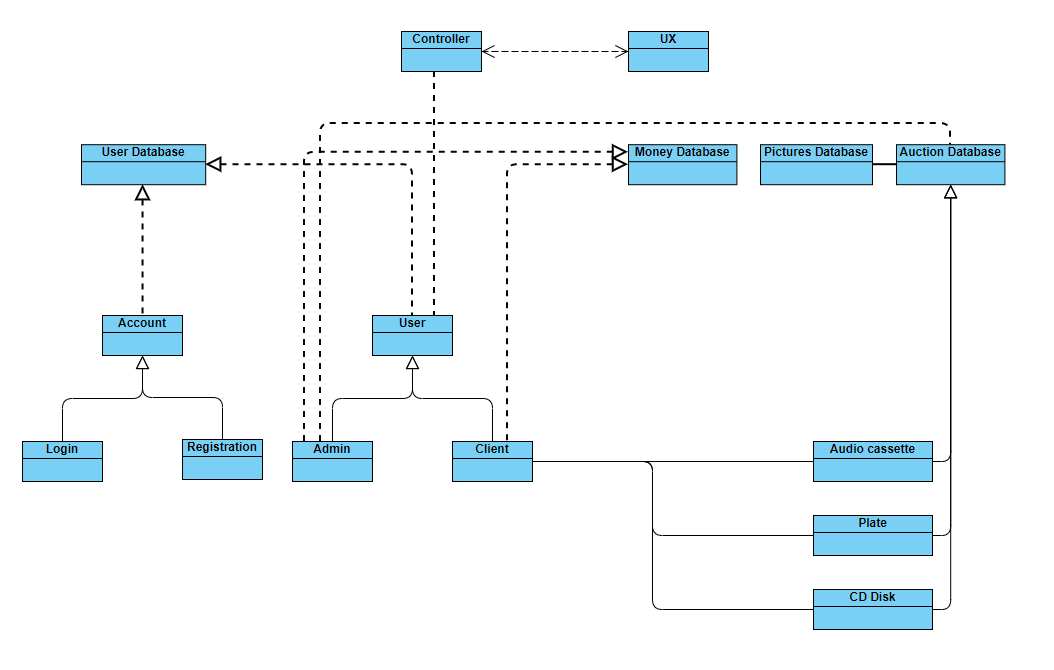 Controller
UX
User Database
Money Database
Pictures Database
Auction Database
Account
User
Login
Registration
Admin
Client
Audio cassette
Plate
CD Disk